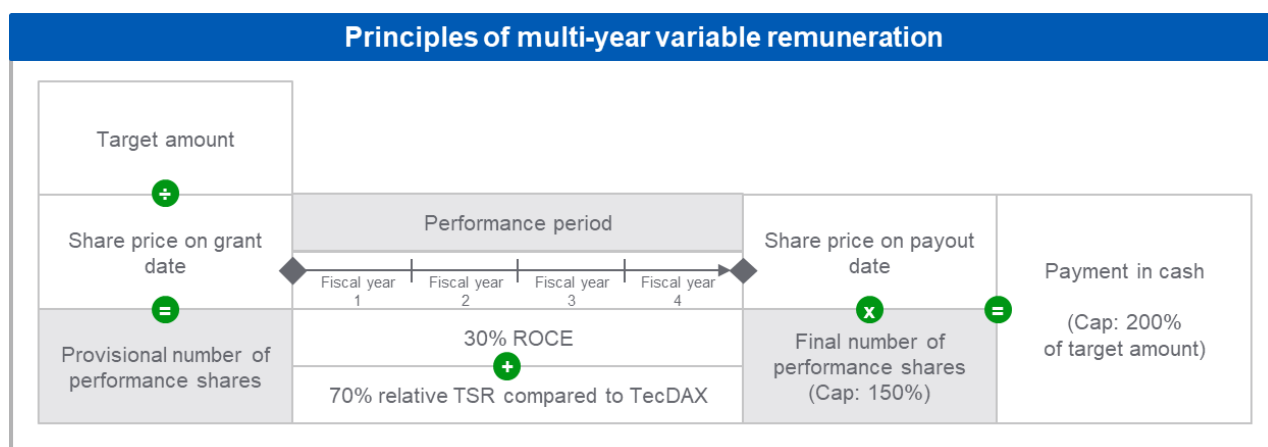 Principles of multi-year variable remuneration
Target amount
÷
Share price on grant
date
=
Provisional number of
performance shares
Performance period
Fiscal year
1
Fiscal year
2
Fiscal year
3
Fiscal year
4
30% ROCE
+
70% relative TSR compared to TecDAX
Share price on payout
date
x
Final number of
performance shares
(Cap: 150%)
=
Payment in cash
(Cap: 200%
of target amount)